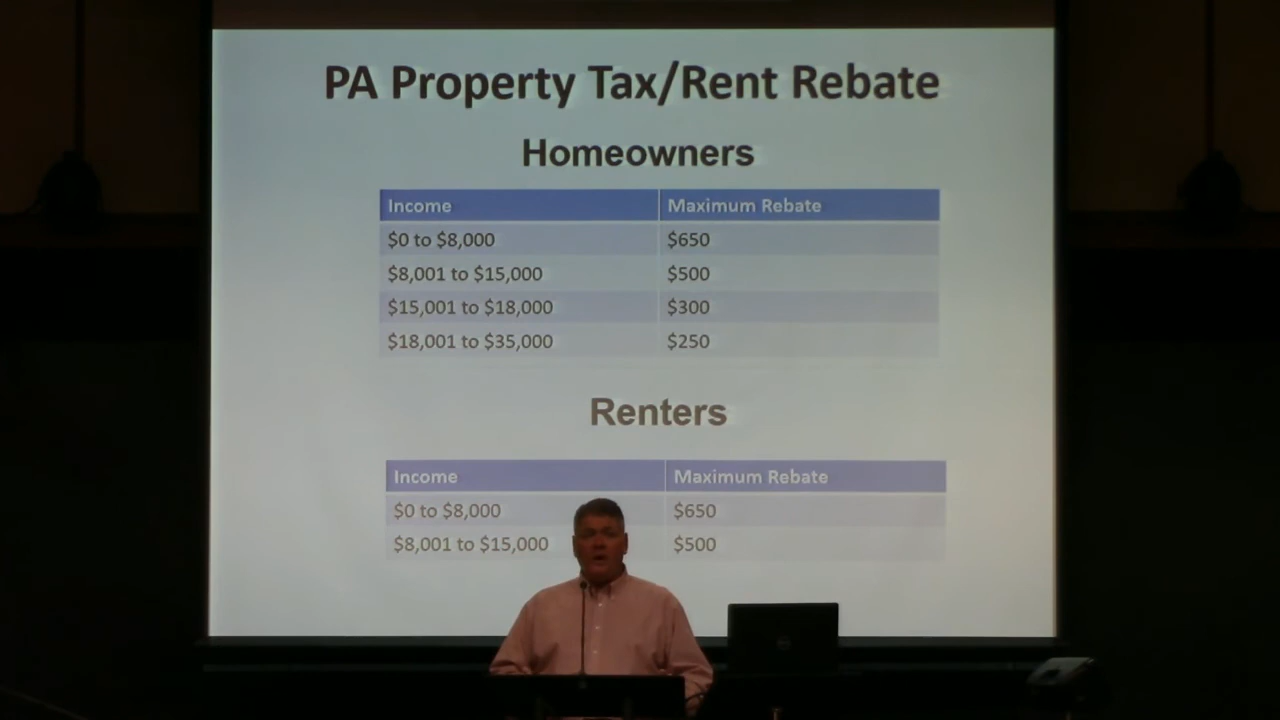 PA Property Tax/Rent Rebate
Homeowners
Income Maximum Rebate
$0 to $8,000 $650
$8,001 to $15,000 $500
$15,001 to $18,000 $300
$18,001 to $35,000 $250
Renters
Income Maximum Rebate
$0 to $8,000 $650
$8,001 to $15,000 $500